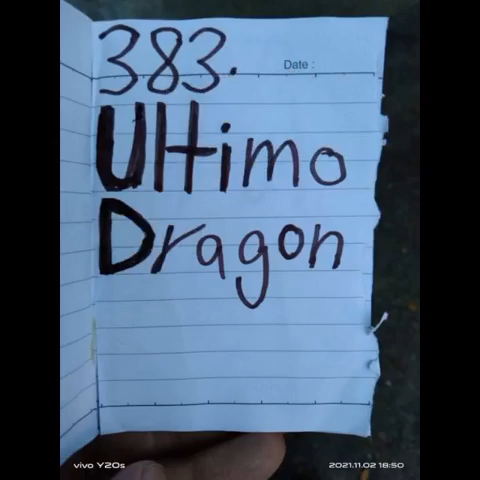 383.
Date :
Ultimo
Dragon
vivo Y20s
2021.11.02 18:50